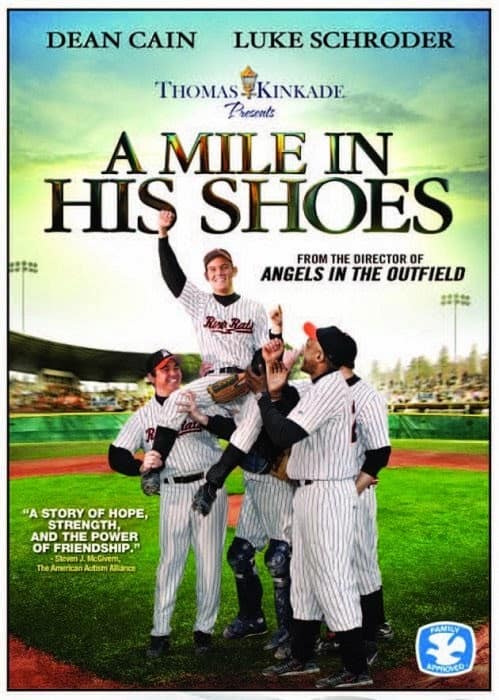 DEAN CAIN LUKE SCHRODER
THOMAS KINKADE
Presents
A MILE IN
HIS SHOES
FROM THE DIRECTOR OF
ANGELS IN THE OUTFIELD
River Rats
"A STORY OF HOPE,
STRENGTH,
AND THE POWER
OF FRIENDSHIP."
- Steven J. McGivern,
The American Autism Alliance
FAMILY
APPROVED